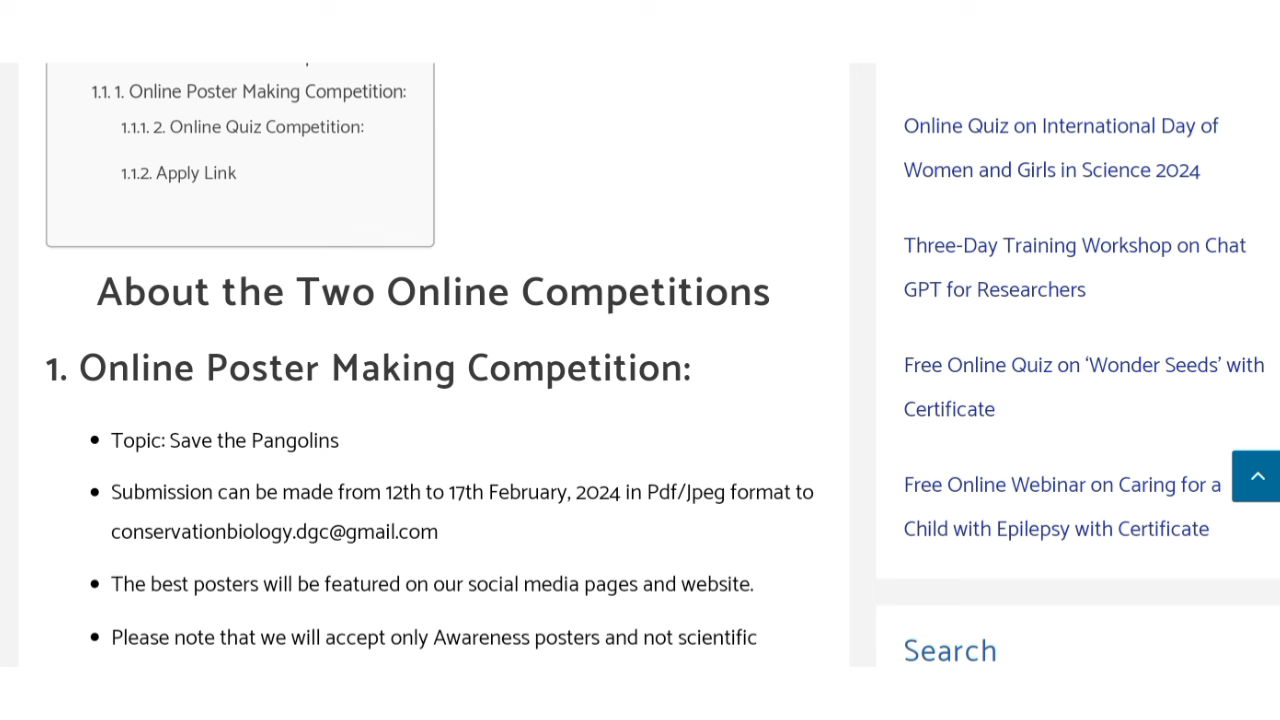 1.1. 1. Online Poster Making Competition:
1.1.1. 2. Online Quiz Competition:
1.1.2. Apply Link
About the Two Online Competitions
1. Online Poster Making Competition:
• Topic: Save the Pangolins
• Submission can be made from 12th to 17th February, 2024 in Pdf/Jpeg format to
conservationbiology.dgc@gmail.com
• The best posters will be featured on our social media pages and website.
• Please note that we will accept only Awareness posters and not scientific
Online Quiz on International Day of
Women and Girls in Science 2024
Three-Day Training Workshop on Chat
GPT for Researchers
Free Online Quiz on ‘Wonder Seeds’ with
Certificate
Free Online Webinar on Caring for a
Child with Epilepsy with Certificate
Search